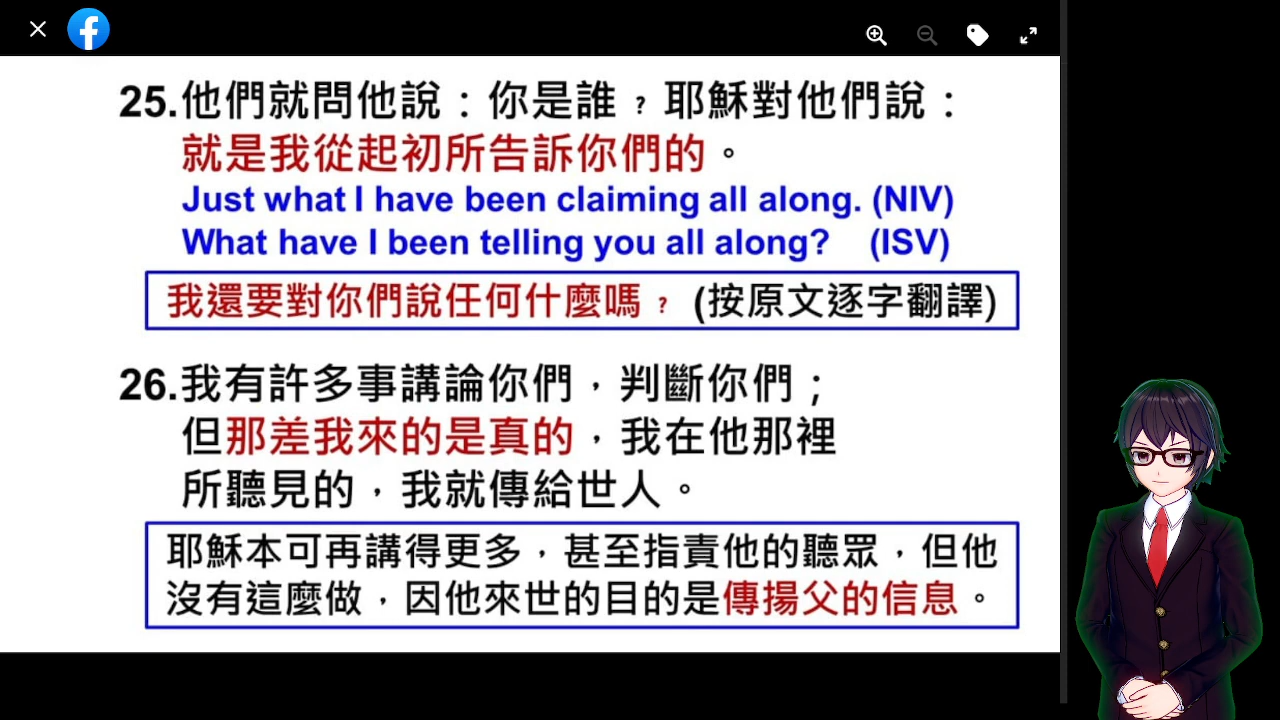 25.他們就問他說：你是誰﹖耶穌對他們說：
就是我從起初所告訴你們的。
Just what I have been claiming all along. (NIV)
What have I been telling you all along? (ISV)
我還要對你們說任何什麼嗎﹖ (按原文逐字翻譯)
26.我有許多事講論你們，判斷你們；
但那差我來的是真的，我在他那裡
所聽見的，我就傳給世人。
耶穌本可再講得更多，甚至指責他的聽眾，但他
沒有這麼做，因他來世的目的是傳揚父的信息。